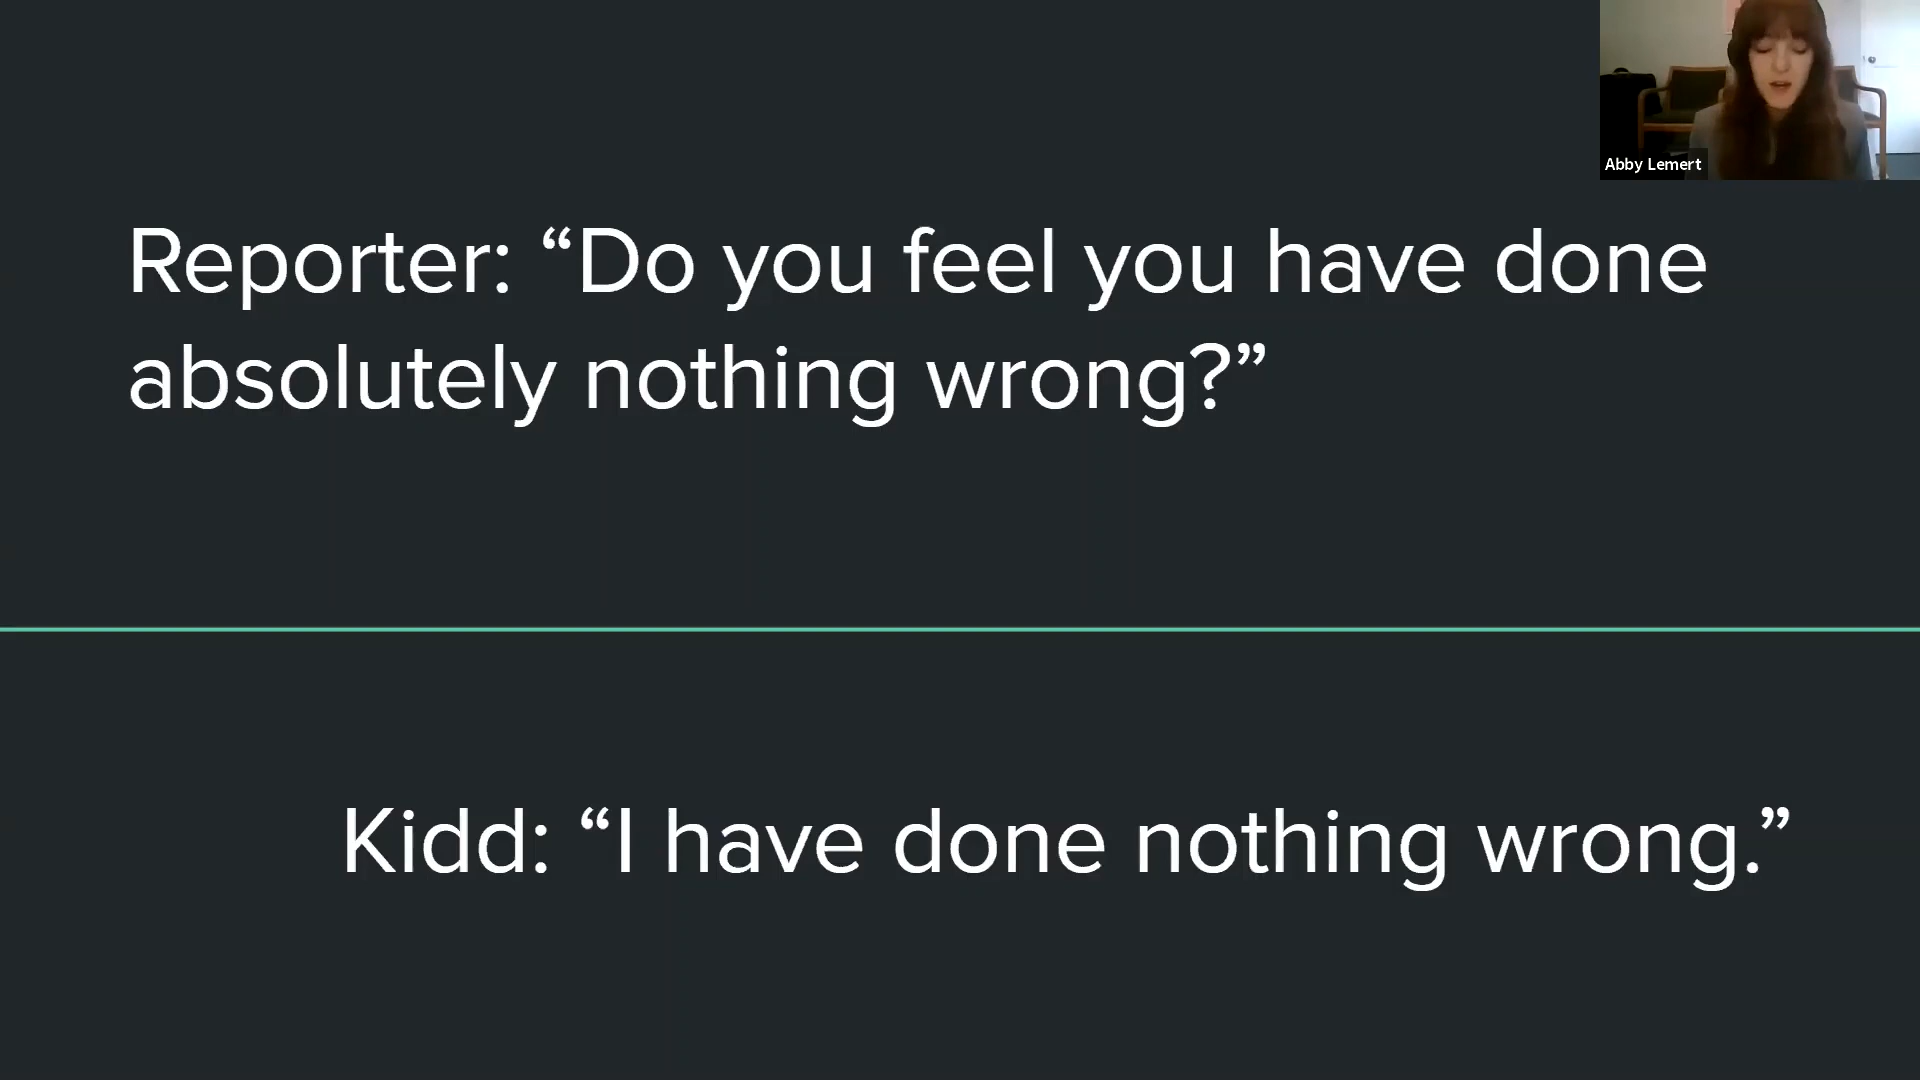 Abby Lemert
Reporter: “Do you feel you have done
absolutely nothing wrong?”
Kidd: “I have done nothing wrong.”